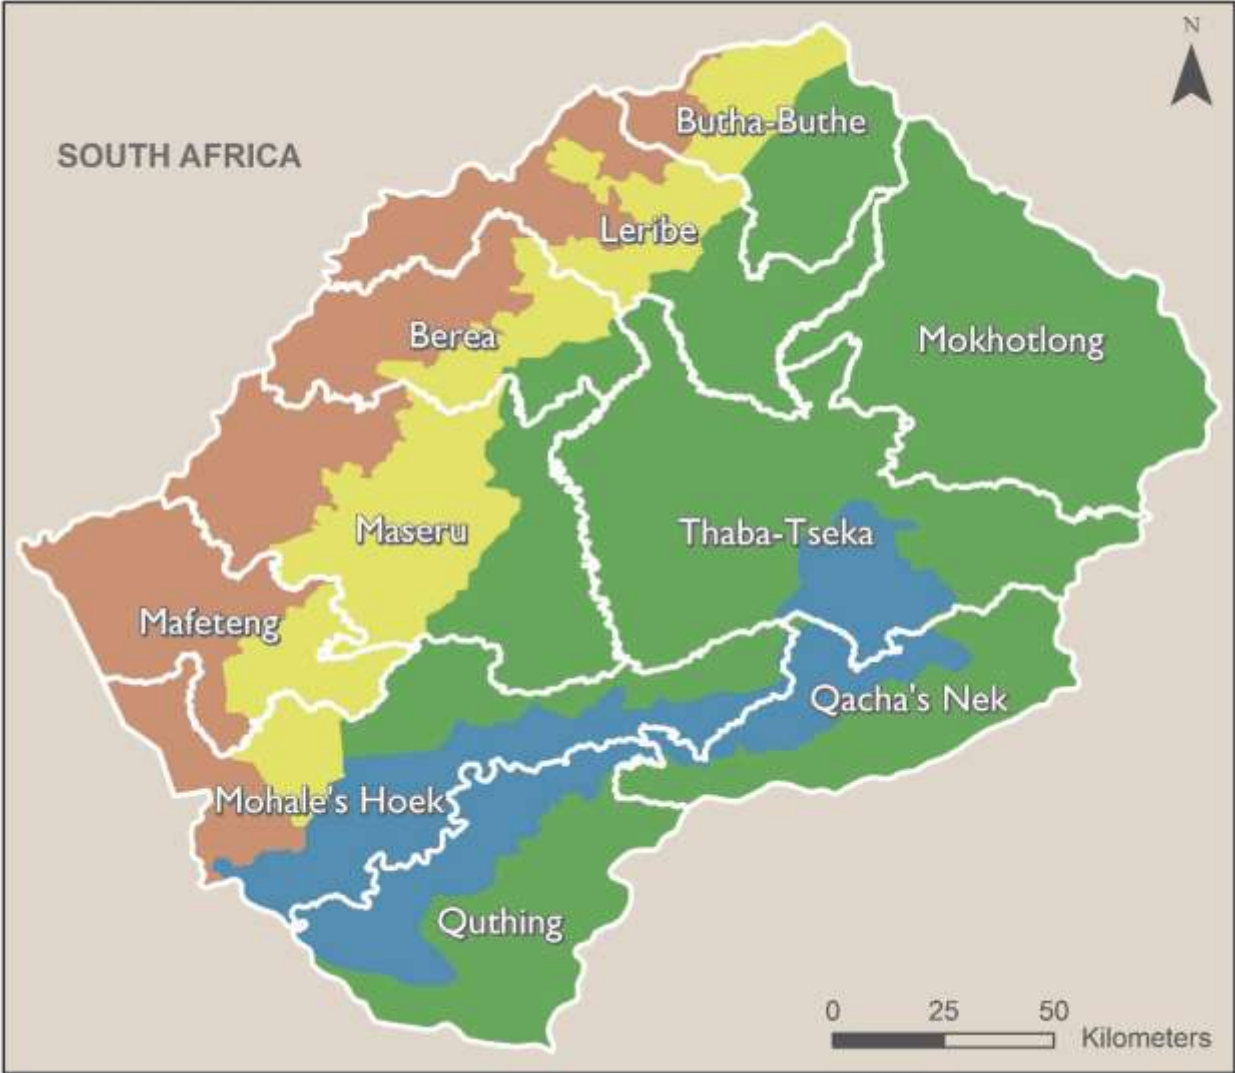 N
SOUTH AFRICA
Butha-Buthe
Leribe
Berea
Mokhotlong
Maseru
Thaba-Tseka
Mafeteng
Qacha's Nek
Mohale's Hoek
Quthing
0 25 50
Kilometers